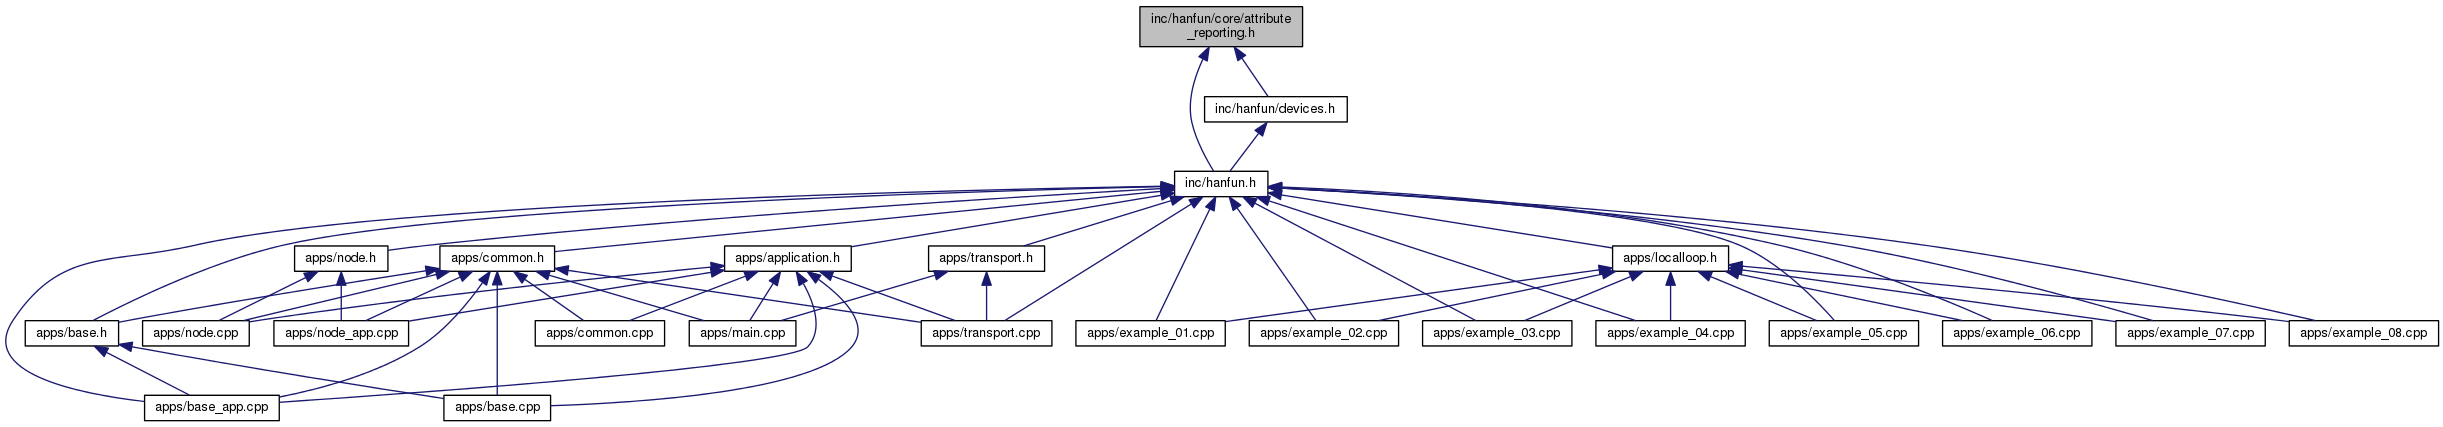 inc/hanfun/core/attribute
_reporting.h
inc/hanfun/devices.h
inc/hanfun.h
apps/node.h
apps/common.h
apps/application.h
apps/transport.h
apps/localloop.h
apps/base.h
apps/node.cpp
apps/node_app.cpp
apps/common.cpp
apps/main.cpp
apps/transport.cpp
apps/example_01.cpp
apps/example_02.cpp
apps/example_03.cpp
apps/example_04.cpp
apps/example_05.cpp
apps/example_06.cpp
apps/example_07.cpp
apps/example_08.cpp
apps/base_app.cpp
apps/base.cpp